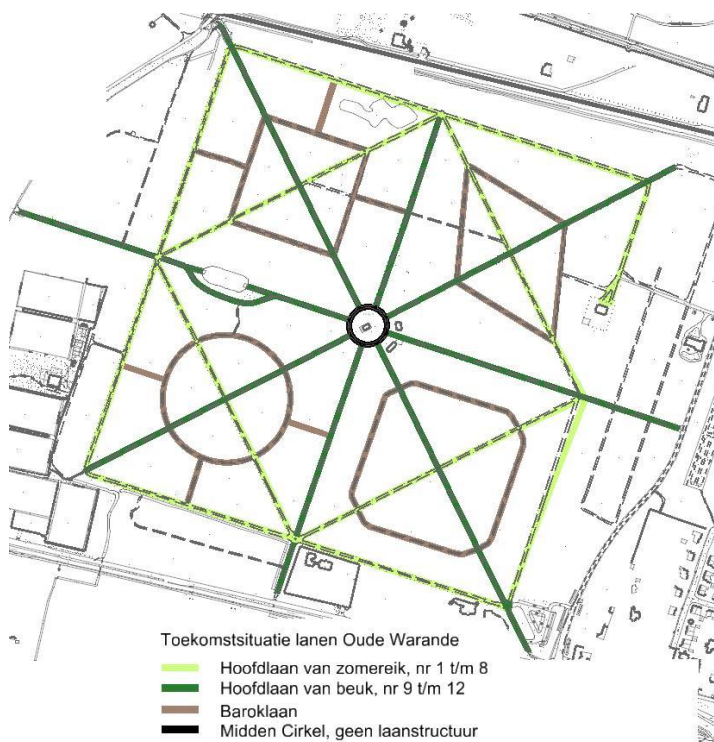 Toekomstsituatie lanen Oude Warande
Hoofdlaan van zomereik, nr 1 t/m 8
Hoofdlaan van beuk, nr 9 t/m 12
Baroklaan
Midden Cirkel, geen laanstructuur